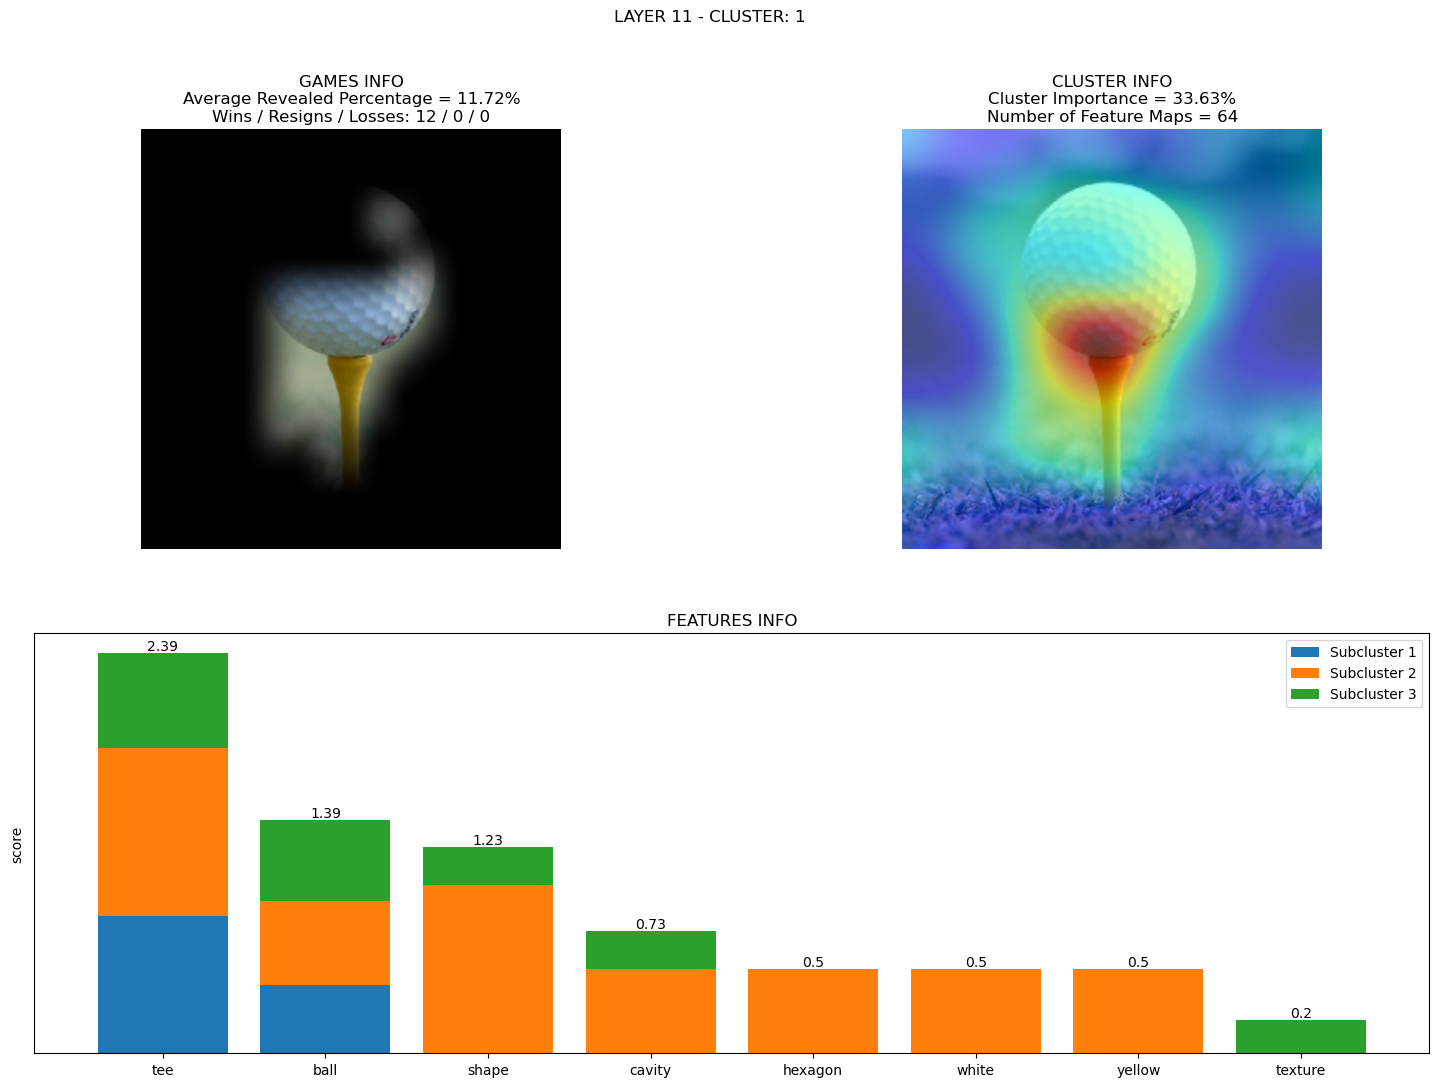 LAYER 11 - CLUSTER: 1
GAMES INFO
Average Revealed Percentage = 11.72%
Wins / Resigns / Losses: 12 / 0 / 0
CLUSTER INFO
Cluster Importance = 33.63%
Number of Feature Maps = 64
FEATURES INFO
Subcluster 1
Subcluster 2
Subcluster 3
score
2.39
1.39
1.23
0.73
0.5
0.5
0.5
0.2
tee
ball
shape
cavity
hexagon
white
yellow
texture